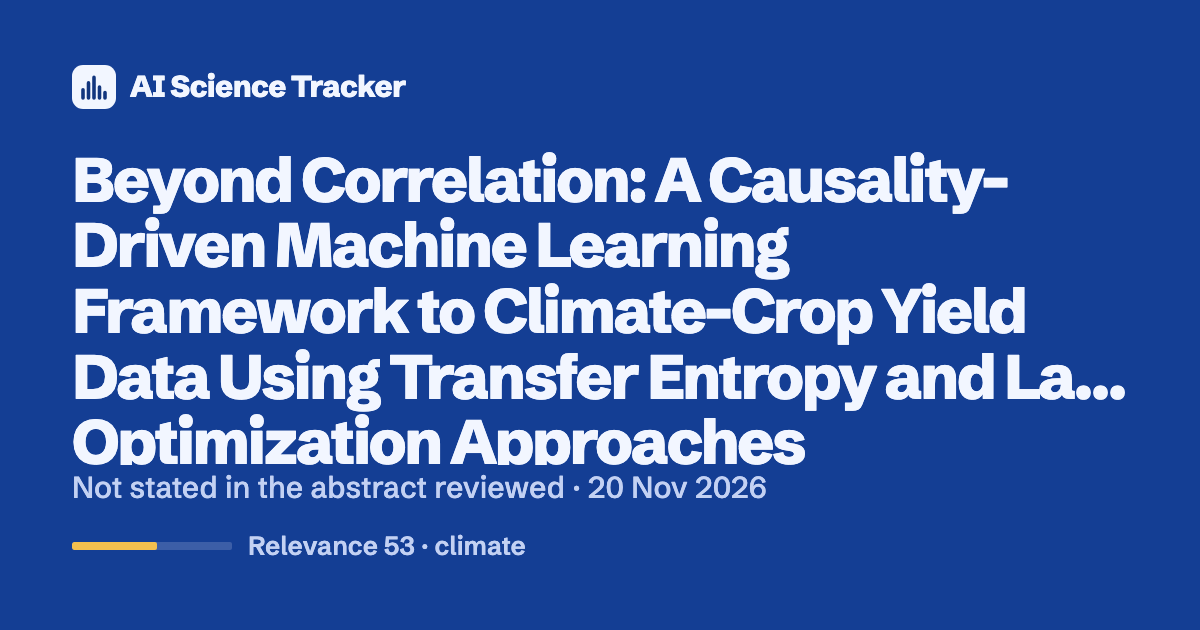 AI Science Tracker
Beyond Correlation: A Causality-
Driven Machine Learning
Framework to Climate-Crop Yield
Data Using Transfer Entropy and La...
Optimization Approaches
Not stated in the abstract reviewed · 20 Nov 2026
Relevance 53 · climate